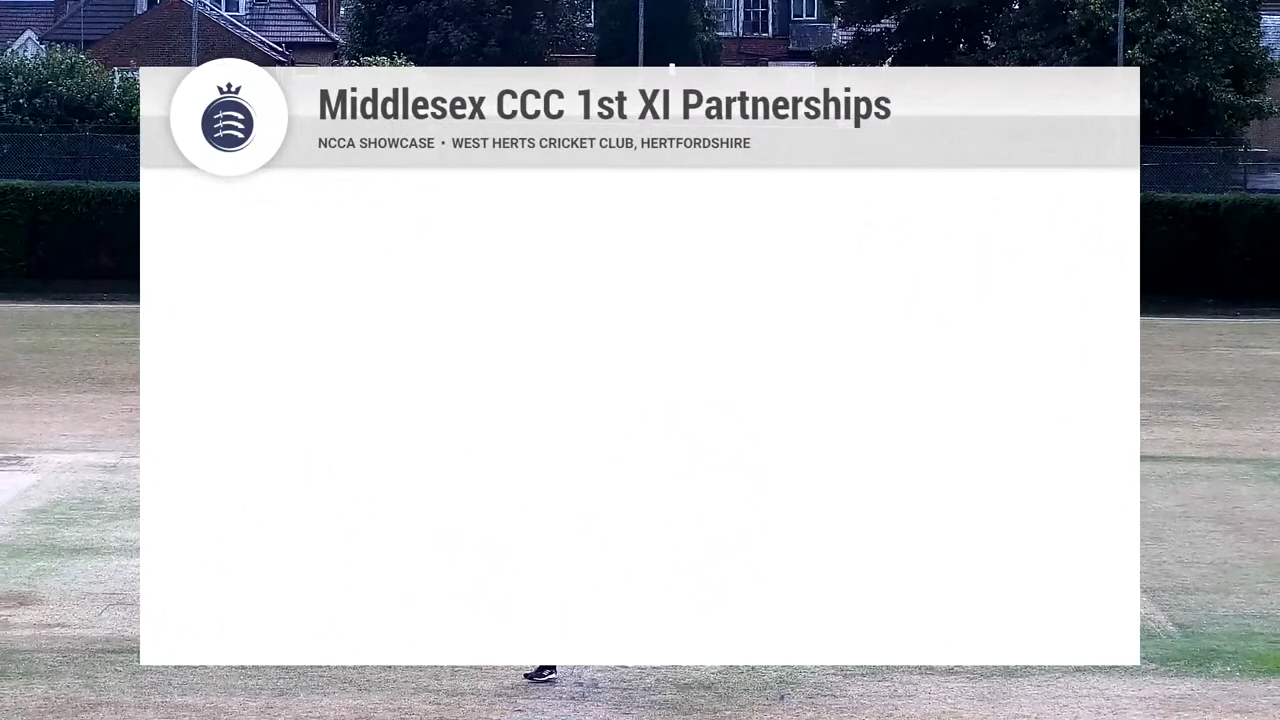 Middlesex CCC 1st XI Partnerships
NCCA SHOWCASE • WEST HERTS CRICKET CLUB, HERTFORDSHIRE